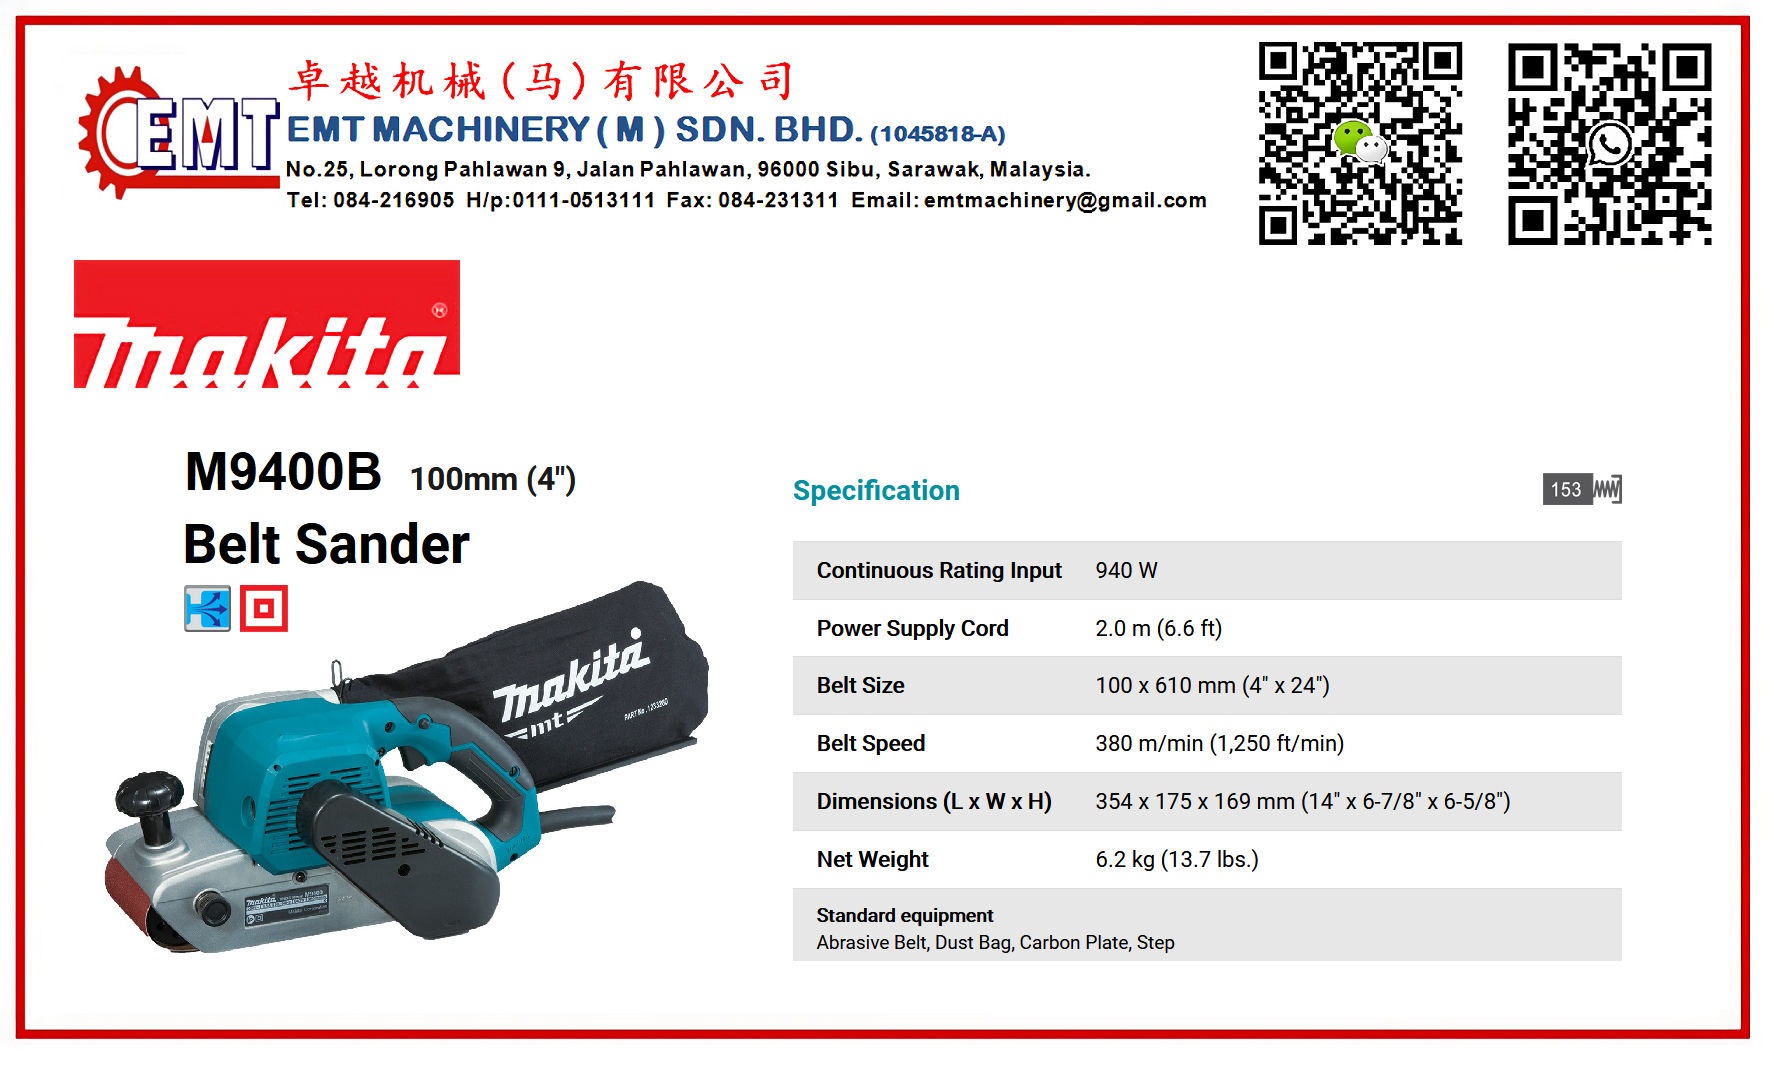 卓越机械(马)有限公司
EMT
EMT MACHINERY ( M ) SDN. BHD. (1045818-A)
No.25, Lorong Pahlawan 9, Jalan Pahlawan, 96000 Sibu, Sarawak, Malaysia.
Tel: 084-216905 H/p:0111-0513111 Fax: 084-231311 Email: emtmachinery@gmail.com
makita
M9400B 100mm (4")
Belt Sander
makita
mt
makita
M9400
Specification
153
Continuous Rating Input 940 W
Power Supply Cord 2.0 m (6.6 ft)
Belt Size 100 x 610 mm (4" x 24")
Belt Speed 380 m/min (1,250 ft/min)
Dimensions (L x W x H) 354 x 175 x 169 mm (14" x 6-7/8" x 6-5/8")
Net Weight 6.2 kg (13.7 lbs.)
Standard equipment
Abrasive Belt, Dust Bag, Carbon Plate, Step